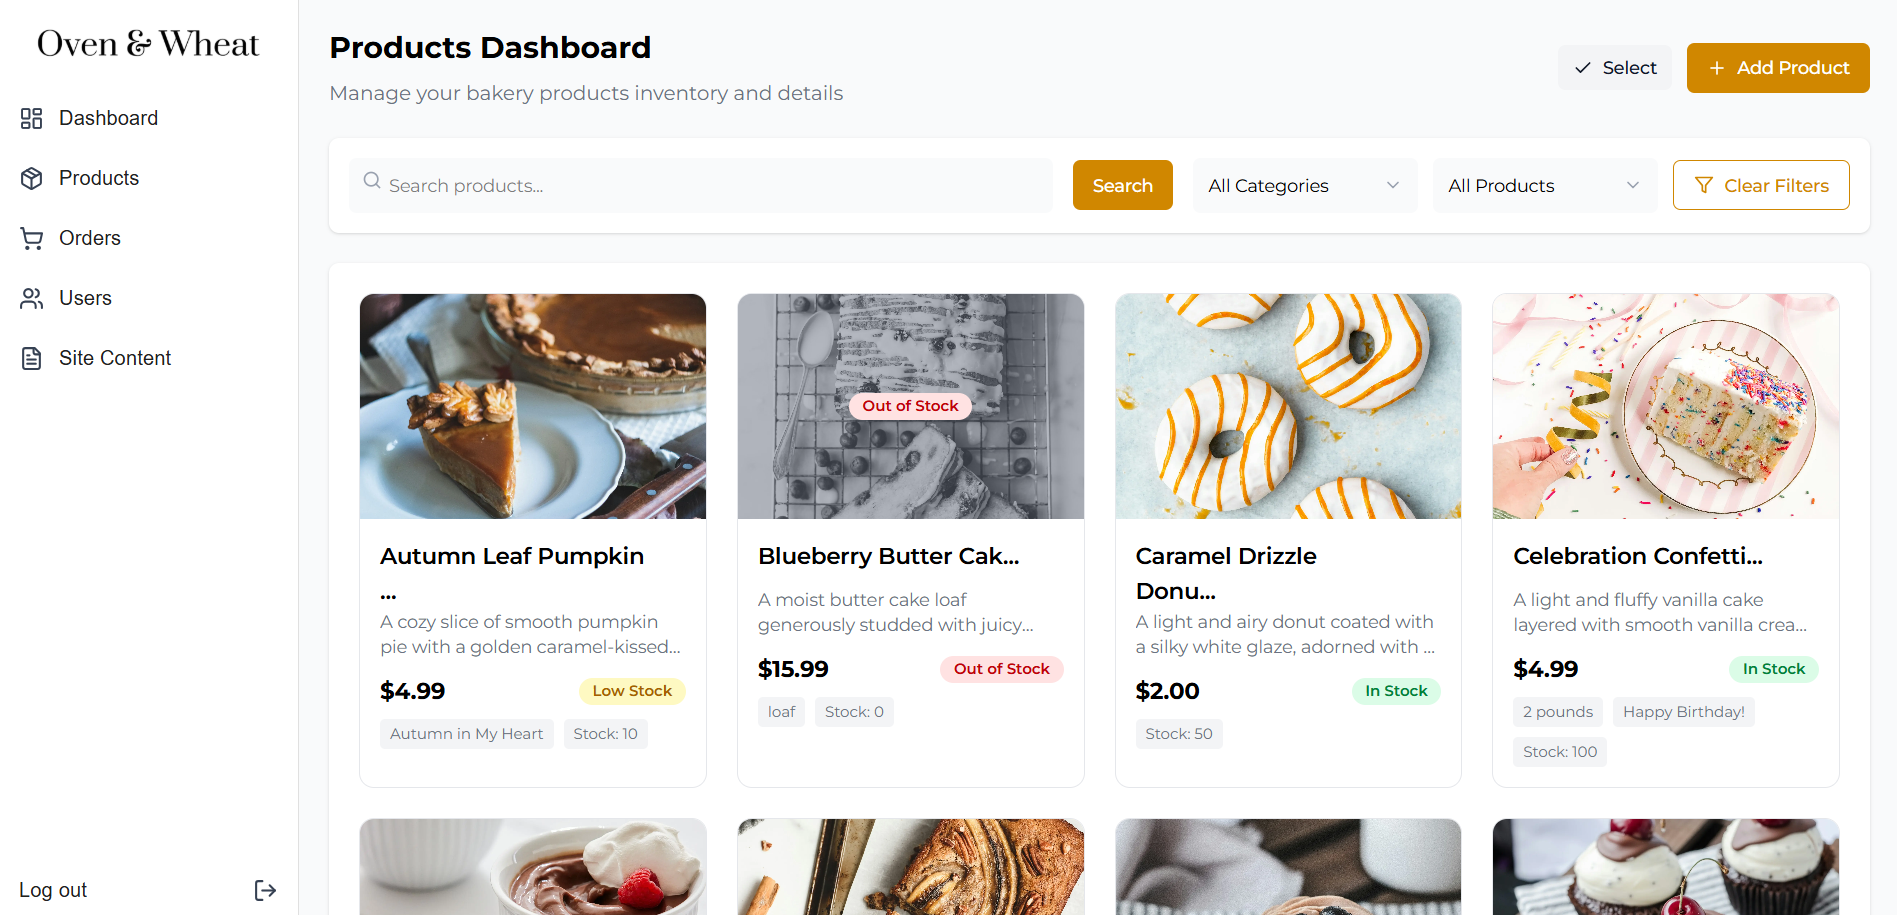 Oven & Wheat
Dashboard
Products
Orders
Users
Site Content
Log out
Products Dashboard
Manage your bakery products inventory and details
Select
Add Product
Search products...
Search
All Categories
All Products
Clear Filters
Autumn Leaf Pumpkin
...
A cozy slice of smooth pumpkin
pie with a golden caramel-kissed...
$4.99
Low Stock
Autumn in My Heart
Stock: 10
Out of Stock
Blueberry Butter Cak...
A moist butter cake loaf
generously studded with juicy...
$15.99
Out of Stock
loaf
Stock: 0
Caramel Drizzle
Donu...
A light and airy donut coated with
a silky white glaze, adorned with ...
$2.00
In Stock
Stock: 50
Celebration Confetti...
A light and fluffy vanilla cake
layered with smooth vanilla crea...
$4.99
In Stock
2 pounds
Happy Birthday!
Stock: 100